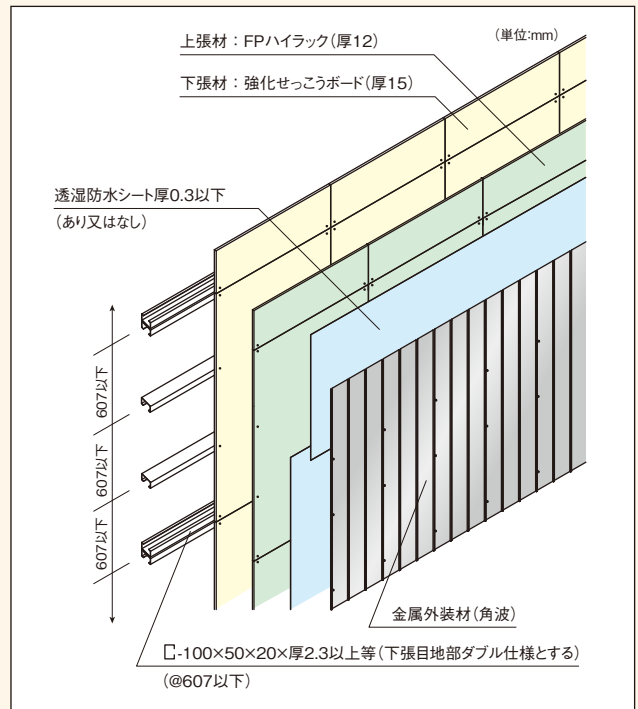 (単位:mm)
上張材：FPハイラック(厚12)
下張材：強化せっこうボード(厚15)
透湿防水シート厚0.3以下
(あり又はなし)
607以下
607以下
607以下
金属外装材(角波)
□-100×50×20×厚2.3以上等(下張目地部ダブル仕様とする)
(@607以下)